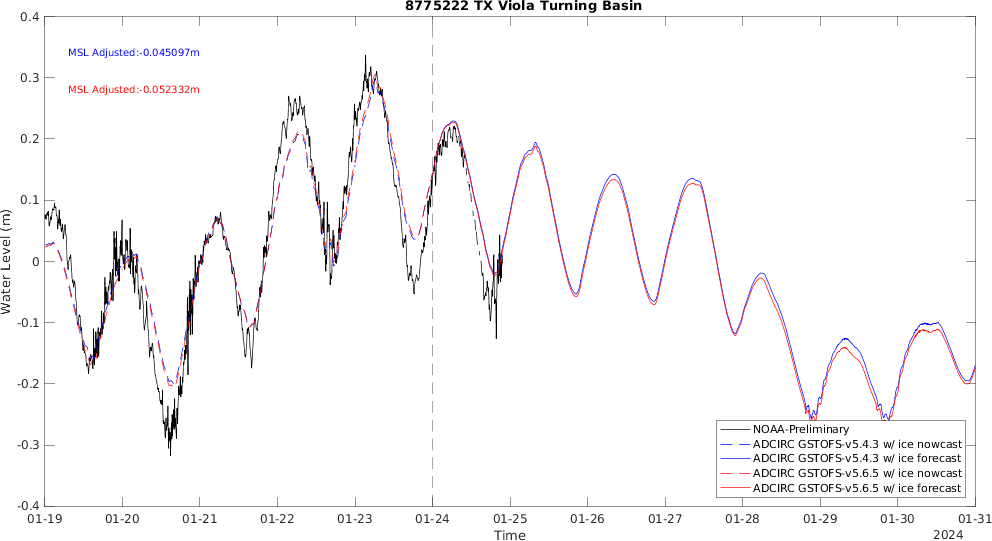 8775222 TX Viola Turning Basin
MSL Adjusted:-0.045097m
MSL Adjusted:-0.052332m
Water Level (m)
0.4
0.3
0.2
0.1
0
-0.1
-0.2
-0.3
-0.4
NOAA-Preliminary
ADCIRC GSTOFS-v5.4.3 w/ ice nowcast
ADCIRC GSTOFS-v5.4.3 w/ ice forecast
ADCIRC GSTOFS-v5.6.5 w/ ice nowcast
ADCIRC GSTOFS-v5.6.5 w/ ice forecast
01-19 01-20 01-21 01-22 01-23 01-24 01-25 01-26 01-27 01-28 01-29 01-30 01-31
Time
2024